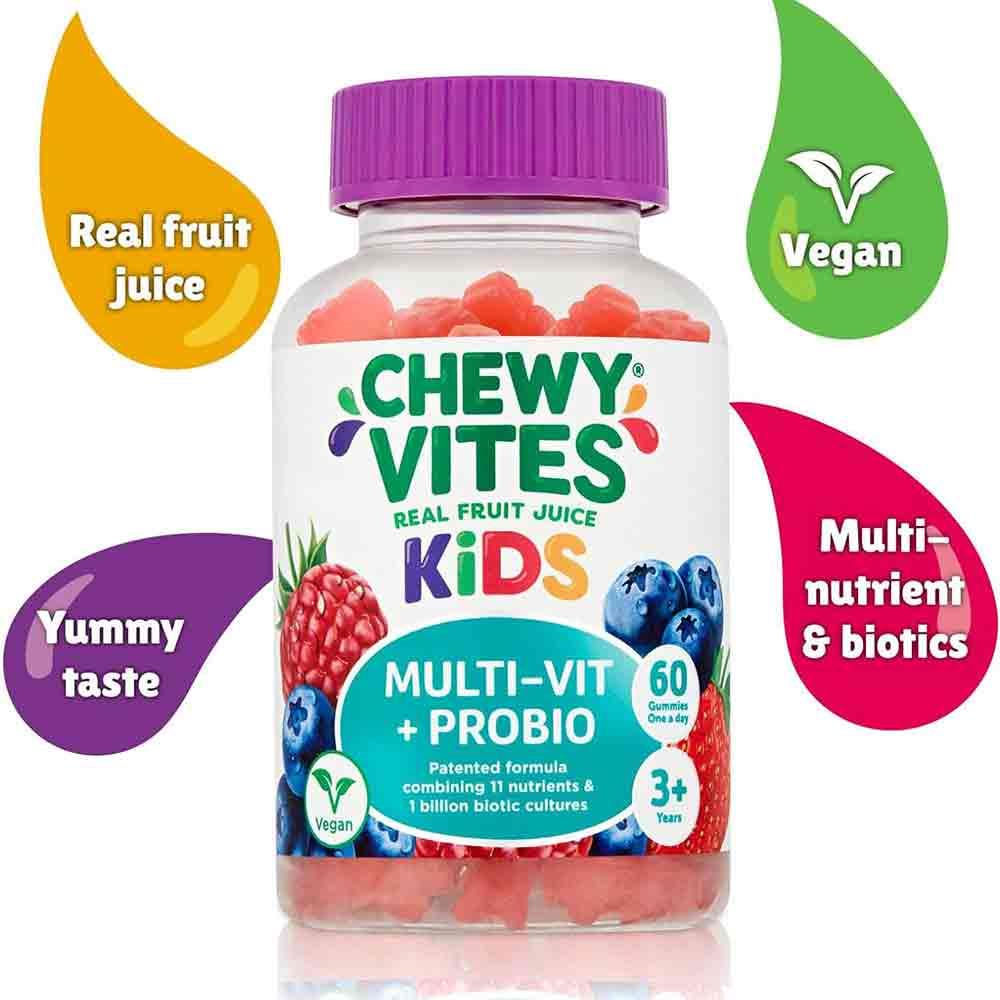 Real fruit
juice
Vegan
CHEWY®
VITES
REAL FRUIT JUICE
KiDS
Yummy
taste
Multi-
nutrient
& biotics
MULTI-VIT
+ PROBIO
Patented formula
combining 11 nutrients &
1 billion biotic cultures
60
Gummies
One a day
3+
Years
Vegan